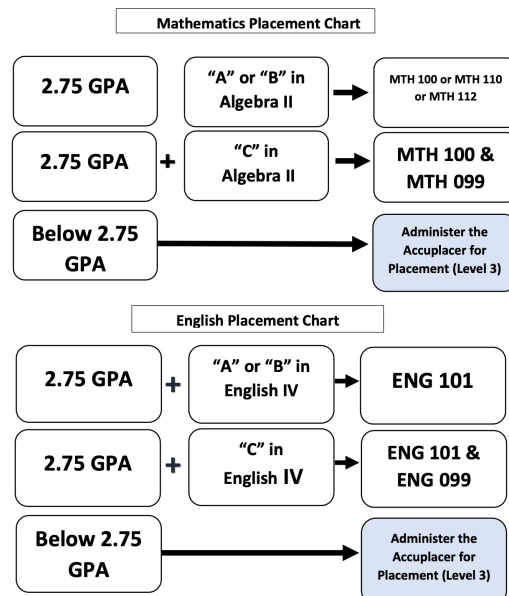 Mathematics Placement Chart
2.75 GPA
“A” or “B” in
Algebra II
MTH 100 or MTH 110
or MTH 112
2.75 GPA
+
“C” in
Algebra II
MTH 100 &
MTH 099
Below 2.75
GPA
Administer the
Accuplacer for
Placement (Level 3)
English Placement Chart
2.75 GPA
+
“A” or “B” in
English IV
ENG 101
2.75 GPA
+
“C” in
English IV
ENG 101 &
ENG 099
Below 2.75
GPA
Administer the
Accuplacer for
Placement (Level 3)